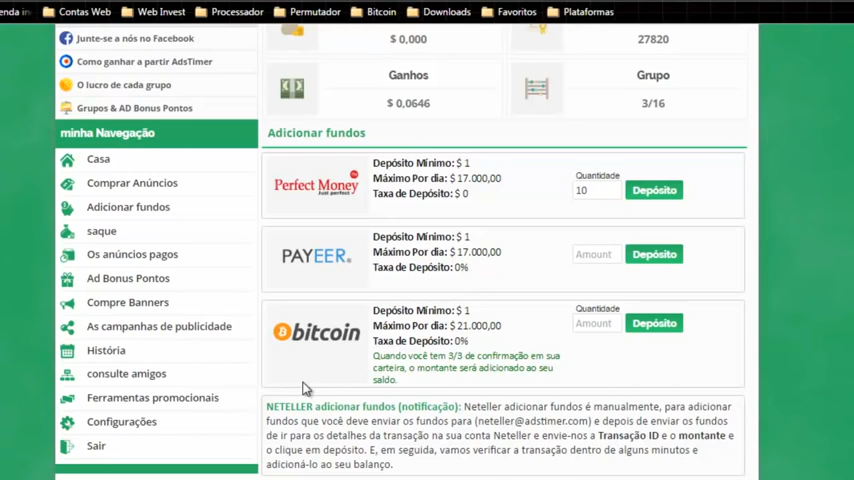 Contas Web
Web Invest
Processador
Permutador
Bitcoin
Downloads
Favoritos
Plataformas
Junte-se a nós no Facebook
Como ganhar a partir AdsTimer
O lucro de cada grupo
Grupos & AD Bonus Pontos
minha Navegação
Casa
Comprar Anúncios
Adicionar fundos
saque
Os anúncios pagos
Ad Bonus Pontos
Compre Banners
As campanhas de publicidade
História
consulte amigos
Ferramentas promocionais
Configurações
Sair
$ 0,000
27820
Ganhos
$ 0,0646
Grupo
3/16
Adicionar fundos
Perfect Money
just perfect
Depósito Mínimo: $ 1
Máximo Por dia: $ 17.000,00
Taxa de Depósito: $ 0
Quantidade
10
Depósito
PAYEER
Depósito Mínimo: $ 1
Máximo Por dia: $ 17.000,00
Taxa de Depósito: 0%
Amount
Depósito
bitcoin
Depósito Mínimo: $ 1
Máximo Por dia: $ 21.000,00
Taxa de Depósito: 0%
Quando você tem 3/3 de confirmação em sua
carteira, o montante será adicionado ao seu
saldo.
Quantidade
Amount
Depósito
NETELLER adicionar fundos (notificação): Neteller adicionar fundos é manualmente, para adicionar
fundos que você deve enviar os fundos para (neteller@adstimer.com) e depois de enviar os fundos
de ir para os detalhes da transação na sua conta Neteller e envie-nos a Transação ID e o montante e
o clique em depósito. E, em seguida, vamos verificar a transação dentro de alguns minutos e
adicioná-lo ao seu balanço.